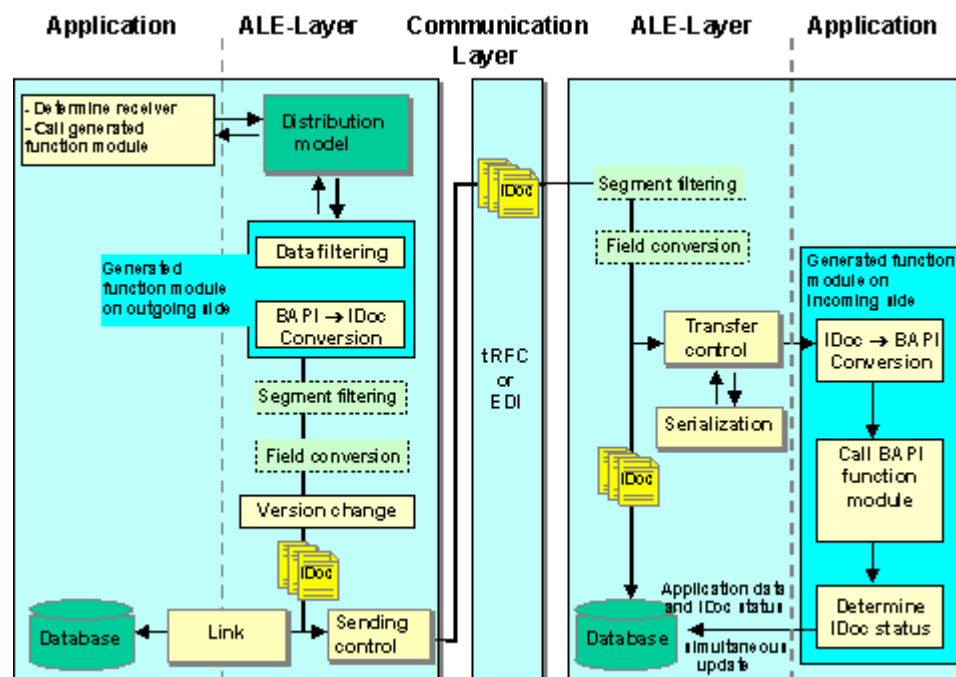 Application
ALE-Layer
Communication
Layer
ALE-Layer
Application
- Determine receiver
- Call generated
function module
Distribution
model
Data filtering
Generated
function module
on outgoing side
BAPI → IDoc
Conversion
Segment filtering
Field conversion
Version change
IDoc
Database
Link
Sending
control
IDoc
tRFC
or
EDI
Segment filtering
Field conversion
Transfer
control
Serialization
IDoc
Database
Application data
and IDoc status
simultaneous
update
Generated function
module on
incoming side
IDoc → BAPI
Conversion
Call BAPI
function
module
Determine
IDoc status